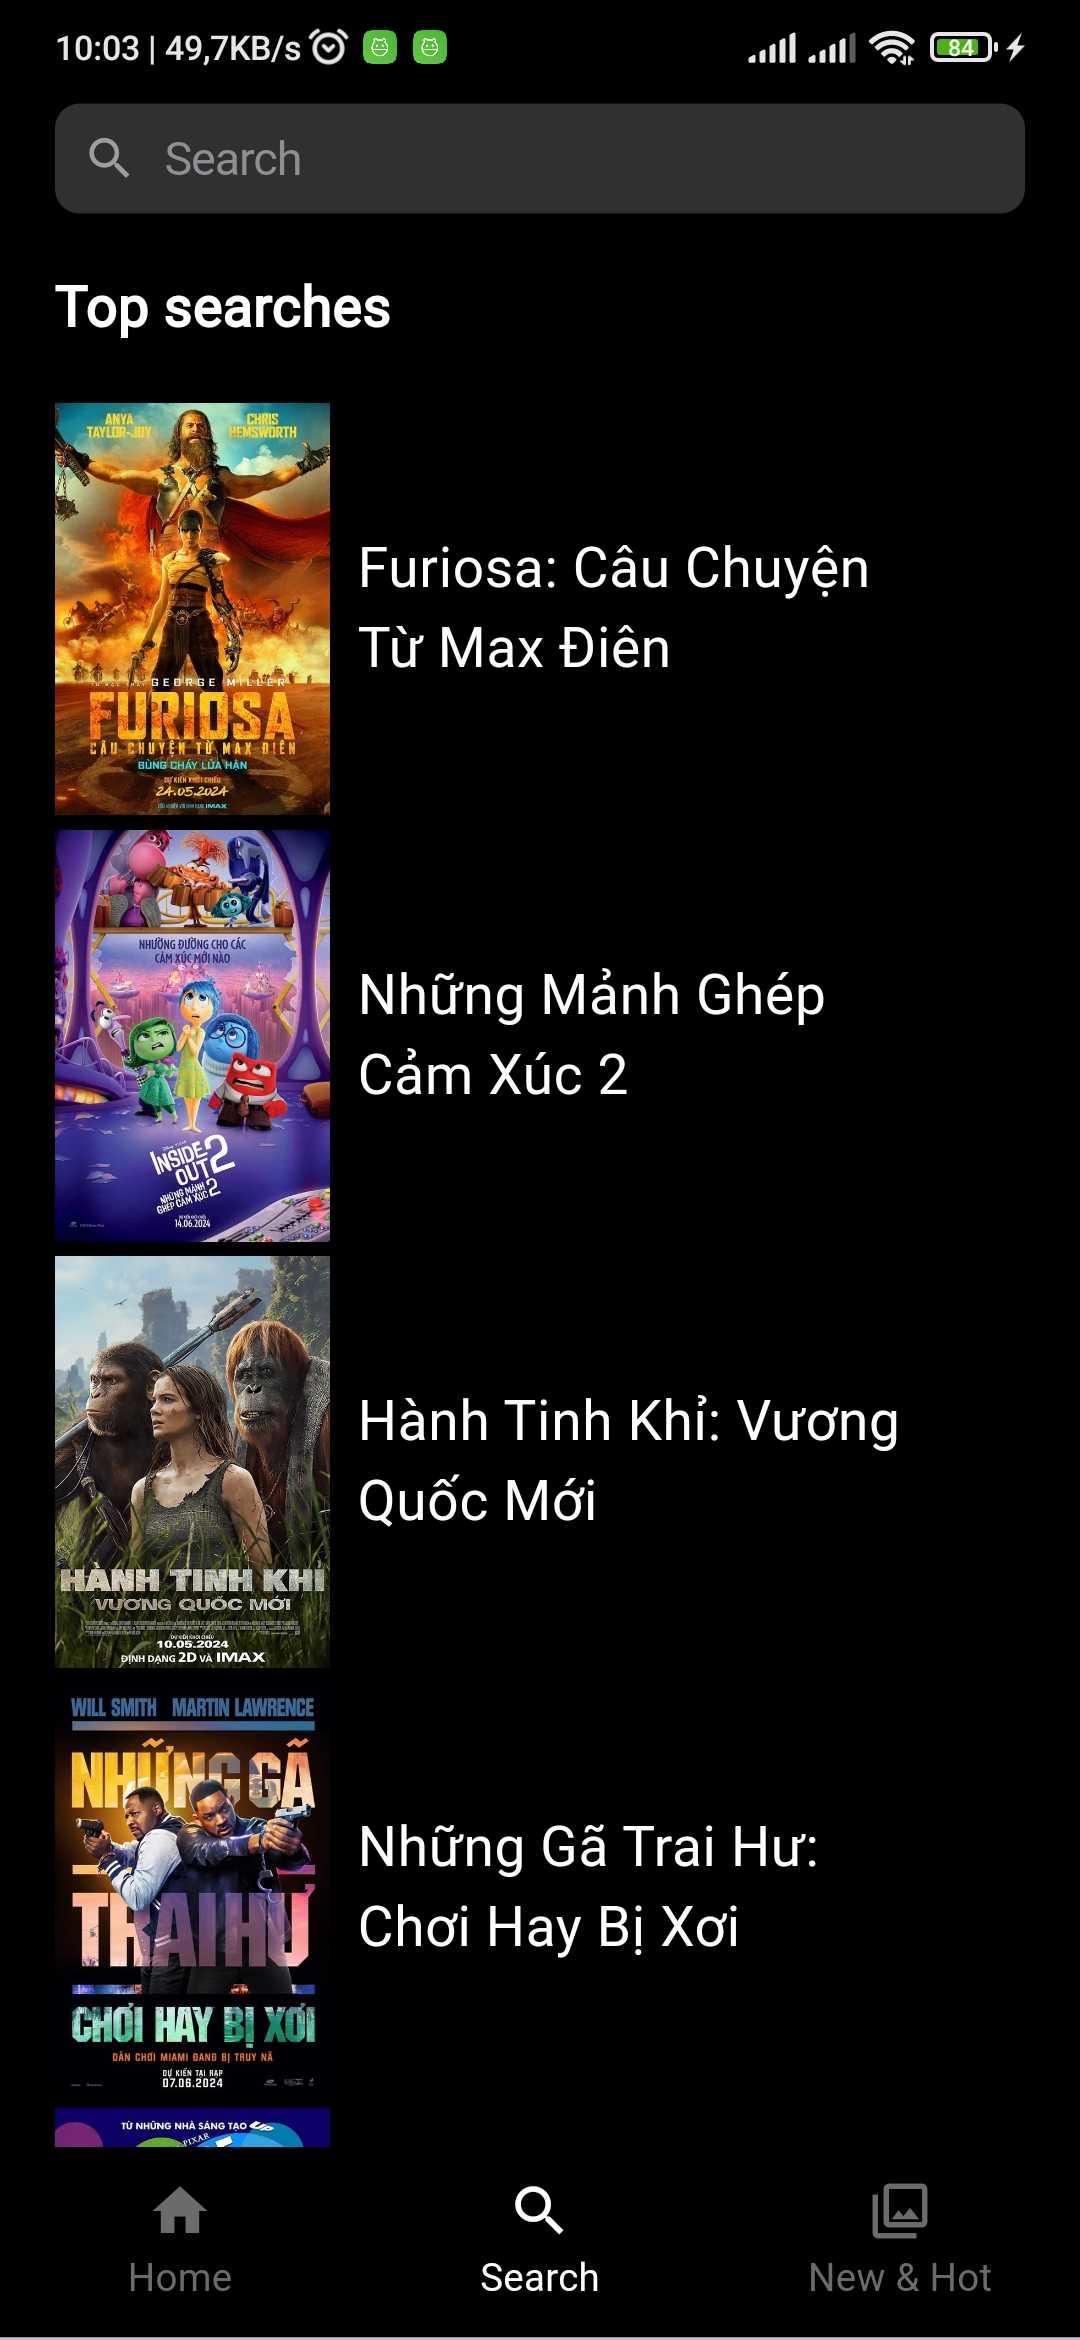 10:03 | 49,7KB/s
84
Search
Top searches
ANYA TAYLOR-JOY
CHRIS HEMSWORTH
GEORGE MILLER
FURIOSA
CÂU CHUYỆN TỪ MAX ĐIÊN
BÙNG CHÁY LỬA HẬN
DỰ KIẾN KHỞI CHIẾU
24.05.2024
IMAX
Furiosa: Câu Chuyện
Từ Max Điên
NHƯỜNG ĐƯỜNG CHO CÁC
CẢM XÚC MỚI NÀO
INSIDE
OUT 2
NHỮNG MẢNH
GHÉP CẢM XÚC 2
14.06.2024
Những Mảnh Ghép
Cảm Xúc 2
HÀNH TINH KHỈ
VƯƠNG QUỐC MỚI
DỰ KIẾN KHỞI CHIẾU
10.05.2024
ĐỊNH DẠNG 2D VÀ IMAX
Hành Tinh Khỉ: Vương
Quốc Mới
WILL SMITH MARTIN LAWRENCE
NHỮNG GÃ
TRAI HƯ
CHƠI HAY BỊ XƠI
DÂN CHƠI MIAMI ĐANG BỊ TRUY NÃ
DỰ KIẾN TẠI RẠP
07.06.2024
Những Gã Trai Hư:
Chơi Hay Bị Xơi
TỪ NHỮNG NHÀ SÁNG TẠO UP
PIXAR
Home
Search
New & Hot